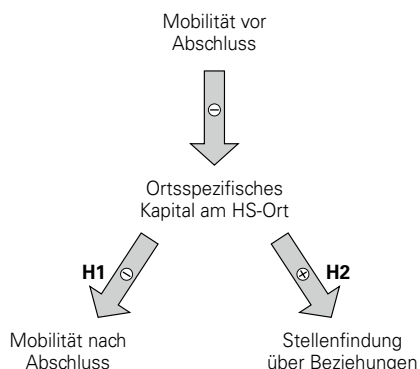 Mobilität vor
Abschluss
Ortsspezifisches
Kapital am HS-Ort
H1
H2
Mobilität nach
Abschluss
Stellenfindung
über Beziehungen